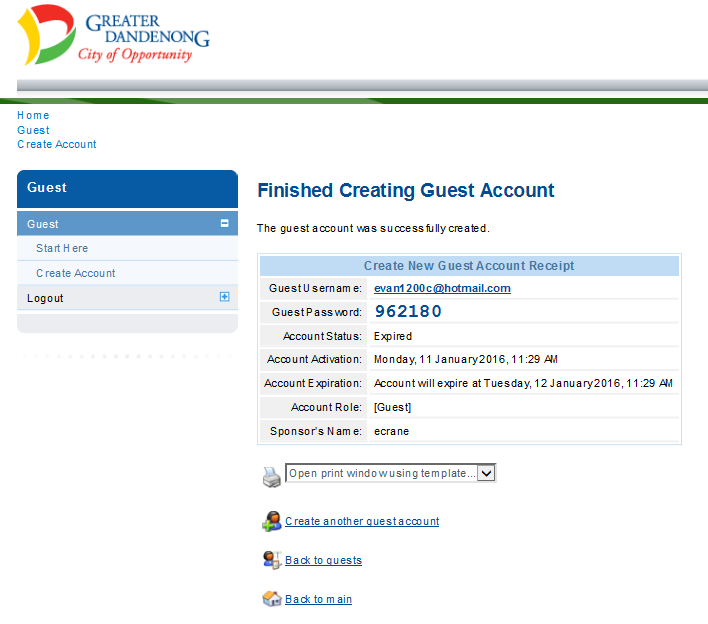 GREATER
DANDENONG
City of Opportunity
Home
Guest
Create Account
Guest
Guest
Start Here
Create Account
Logout
Finished Creating Guest Account
The guest account was successfully created.
Create New Guest Account Receipt
Guest Username: evan1200c@hotmail.com
Guest Password: 962180
Account Status: Expired
Account Activation: Monday, 11 January 2016, 11:29 AM
Account Expiration: Account will expire at Tuesday, 12 January 2016, 11:29 AM
Account Role: [Guest]
Sponsor's Name: ecrane
Open print window using template...
Create another guest account
Back to guests
Back to main